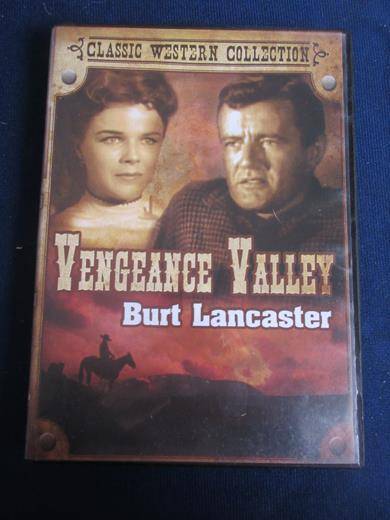 CLASSIC WESTERN COLLECTION
VENGEANCE VALLEY
Burt Lancaster